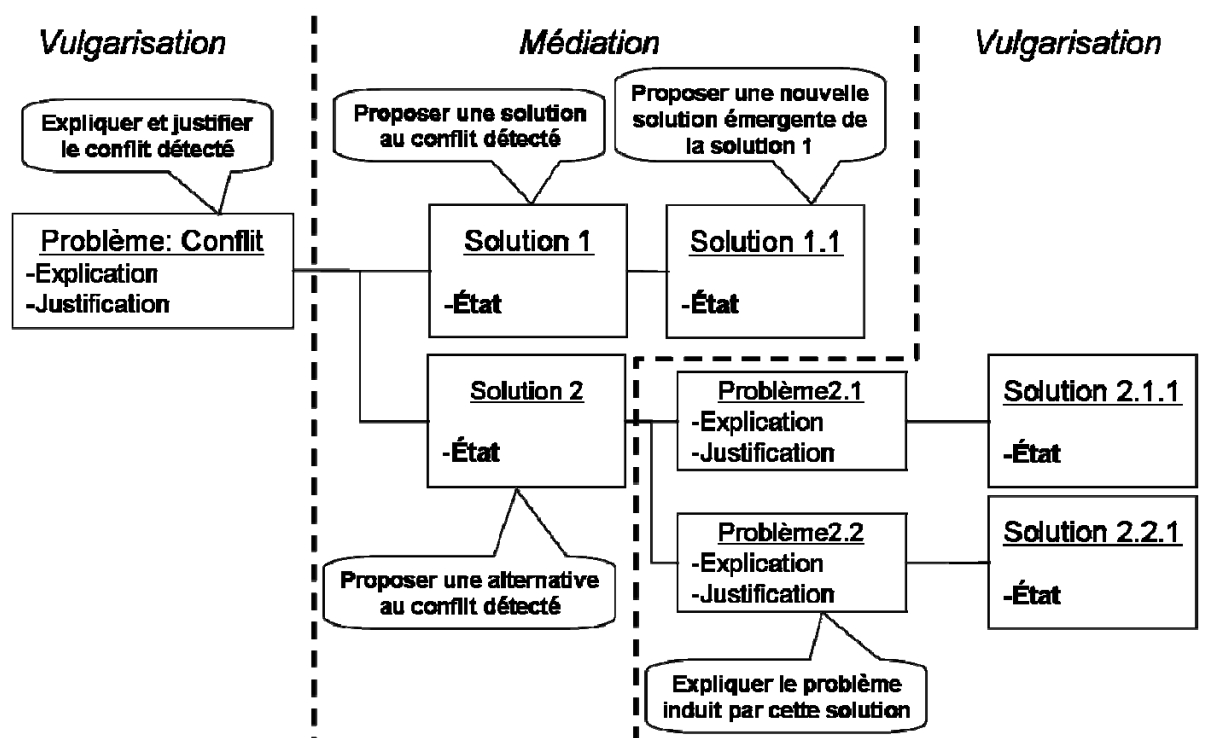 Vulgarisation
Médiation
Vulgarisation
Expliquer et justifier
le conflit détecté
Proposer une solution
au conflit détecté
Proposer une nouvelle
solution émergente de
la solution 1
Problème: Conflit
-Explication
-Justification
Solution 1
-État
Solution 1.1
-État
Solution 2
-État
Problème2.1
-Explication
-Justification
Solution 2.1.1
-État
Problème2.2
-Explication
-Justification
Solution 2.2.1
-État
Proposer une alternative
au conflit détecté
Expliquer le problème
induit par cette solution